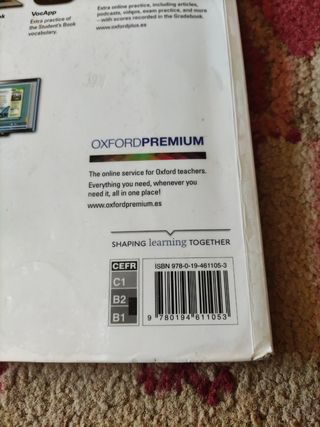 VocApp
Extra practice of
the Student's Book
vocabulary.
Extra online practice, including articles,
podcasts, videos, exam practice, and more
– with scores recorded in the Gradebook.
www.oxfordplus.es
OXFORDPREMIUM
The online service for Oxford teachers.
Everything you need, whenever you
need it, all in one place!
www.oxfordpremium.es
SHAPING learning TOGETHER
CEFR
C1
B2
B1
ISBN 978-0-19-461105-3
9 780194 611053